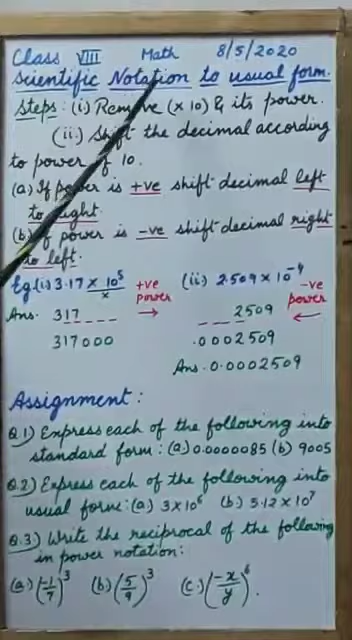 Class VIII Math 8/5/2020
Scientific Notation to usual form.
Steps: (i) Remove (×10) & its power.
(ii) Shift the decimal according
to power of 10.
(a) If power is +ve shift decimal left
to right.
(b) If power is -ve shift decimal right
to left.
Eg.(i) 3.17 × 10⁵ +ve power → (ii) 2.509 × 10⁻⁴ -ve power ←
x
Ans. 317_ _ _ _ _ _ 2509
317000 .0002509
Ans. 0.0002509
Assignment:
Q.1) Express each of the following into
standard form: (a) 0.0000085 (b) 9005
Q.2) Express each of the following into
usual form: (a) 3×10⁶ (b) 5.12×10⁷
Q.3: Write the reciprocal of the following
in power notation:
(a) (-1/7)³ (b) (5/9)³ (c) (-x/y)⁶.